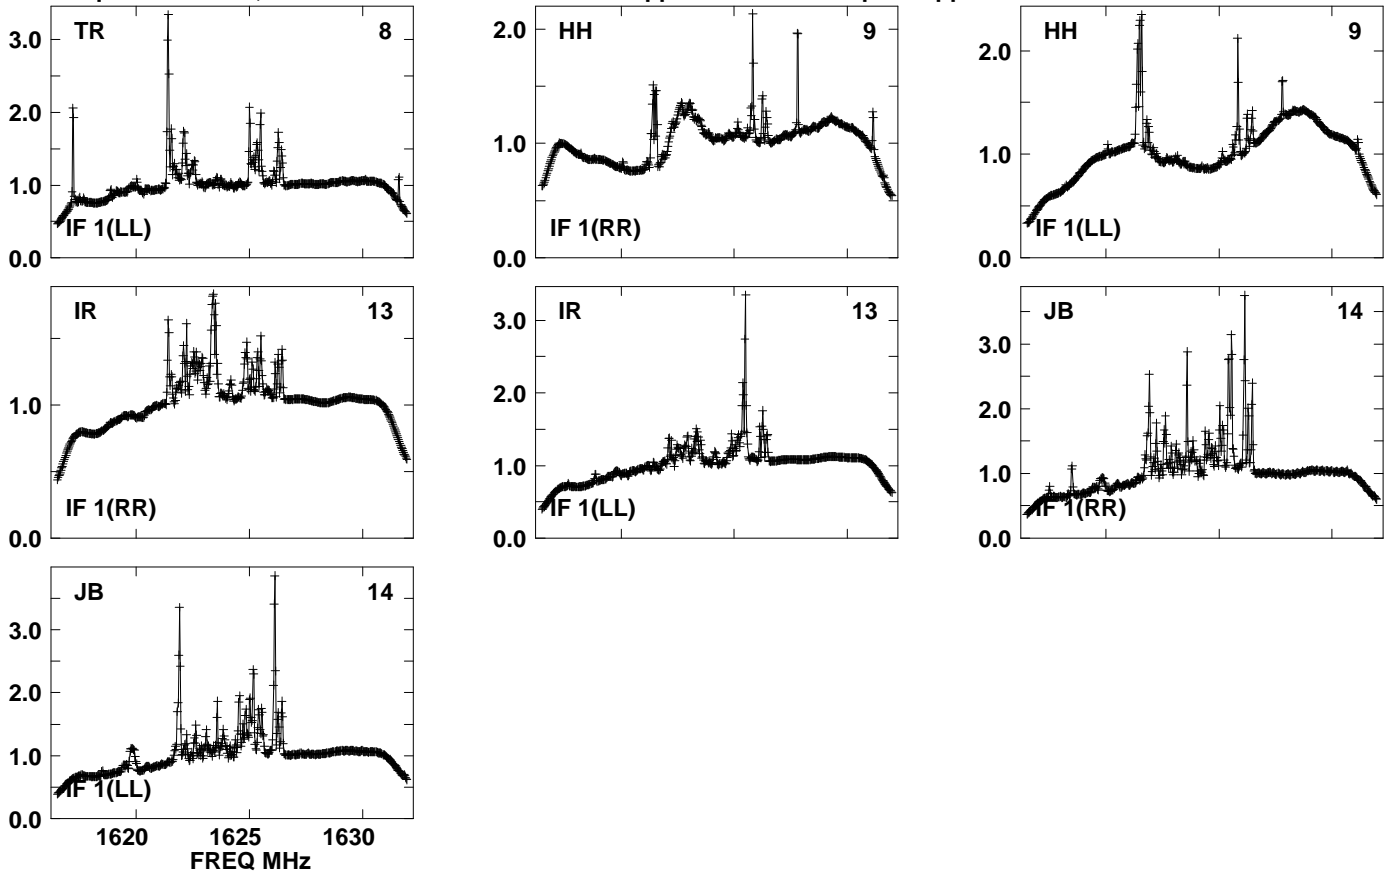 TR 8 HH 9 HH 9
3.0 2.0 2.0
2.0 1.0 1.0
1.0
IF 1(LL) IF 1(RR) IF 1(LL)
0.0 0.0 0.0
IR 13 IR 13 JB 14
1.0 3.0 3.0
2.0 2.0
1.0 1.0
IF 1(RR) IF 1(LL) IF 1(RR)
0.0 0.0
JB 14
3.0
2.0
1.0
IF 1(LL)
0.0
1620 1625 1630
FREQ MHz